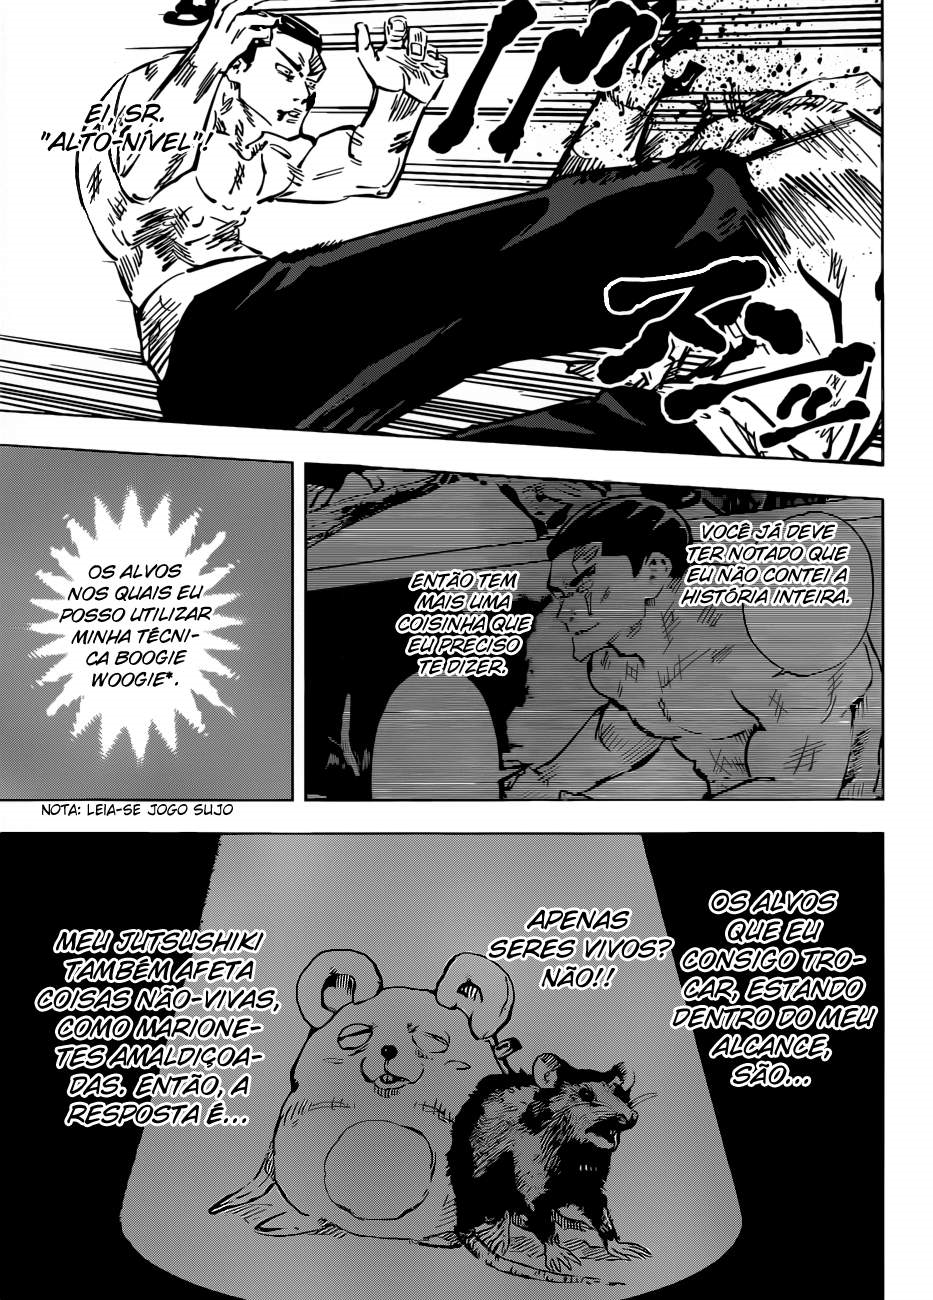 EI, SR.
"ALTO-NÍVEL"!
VOCÊ JÁ DEVE
TER NOTADO QUE
EU NÃO CONTEI A
HISTÓRIA INTEIRA.
ENTÃO TEM
MAIS UMA
COISINHA QUE
EU PRECISO
TE DIZER.
OS ALVOS
NOS QUAIS EU
POSSO UTILIZAR
MINHA TÉCNI-
CA BOOGIE
WOOGIE*.
NOTA: LEIA-SE JOGO SUJO
OS ALVOS
QUE EU
CONSIGO TRO-
CAR, ESTANDO
DENTRO DO MEU
ALCANCE,
SÃO...
APENAS
SERES VIVOS?
NÃO!!
MEU JUTSUSHIKI
TAMBÉM AFETA
COISAS NÃO-VIVAS,
COMO MARIONE-
TES AMALDIÇOA-
DAS. ENTÃO, A
RESPOSTA É...